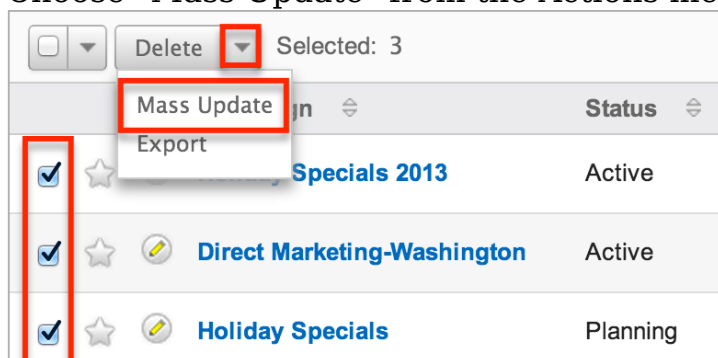 Choose "Mass Update" from the Actions me
Delete Selected: 3
Mass Update
gn Status
Export
Specials 2013 Active
Direct Marketing-Washington Active
Holiday Specials Planning